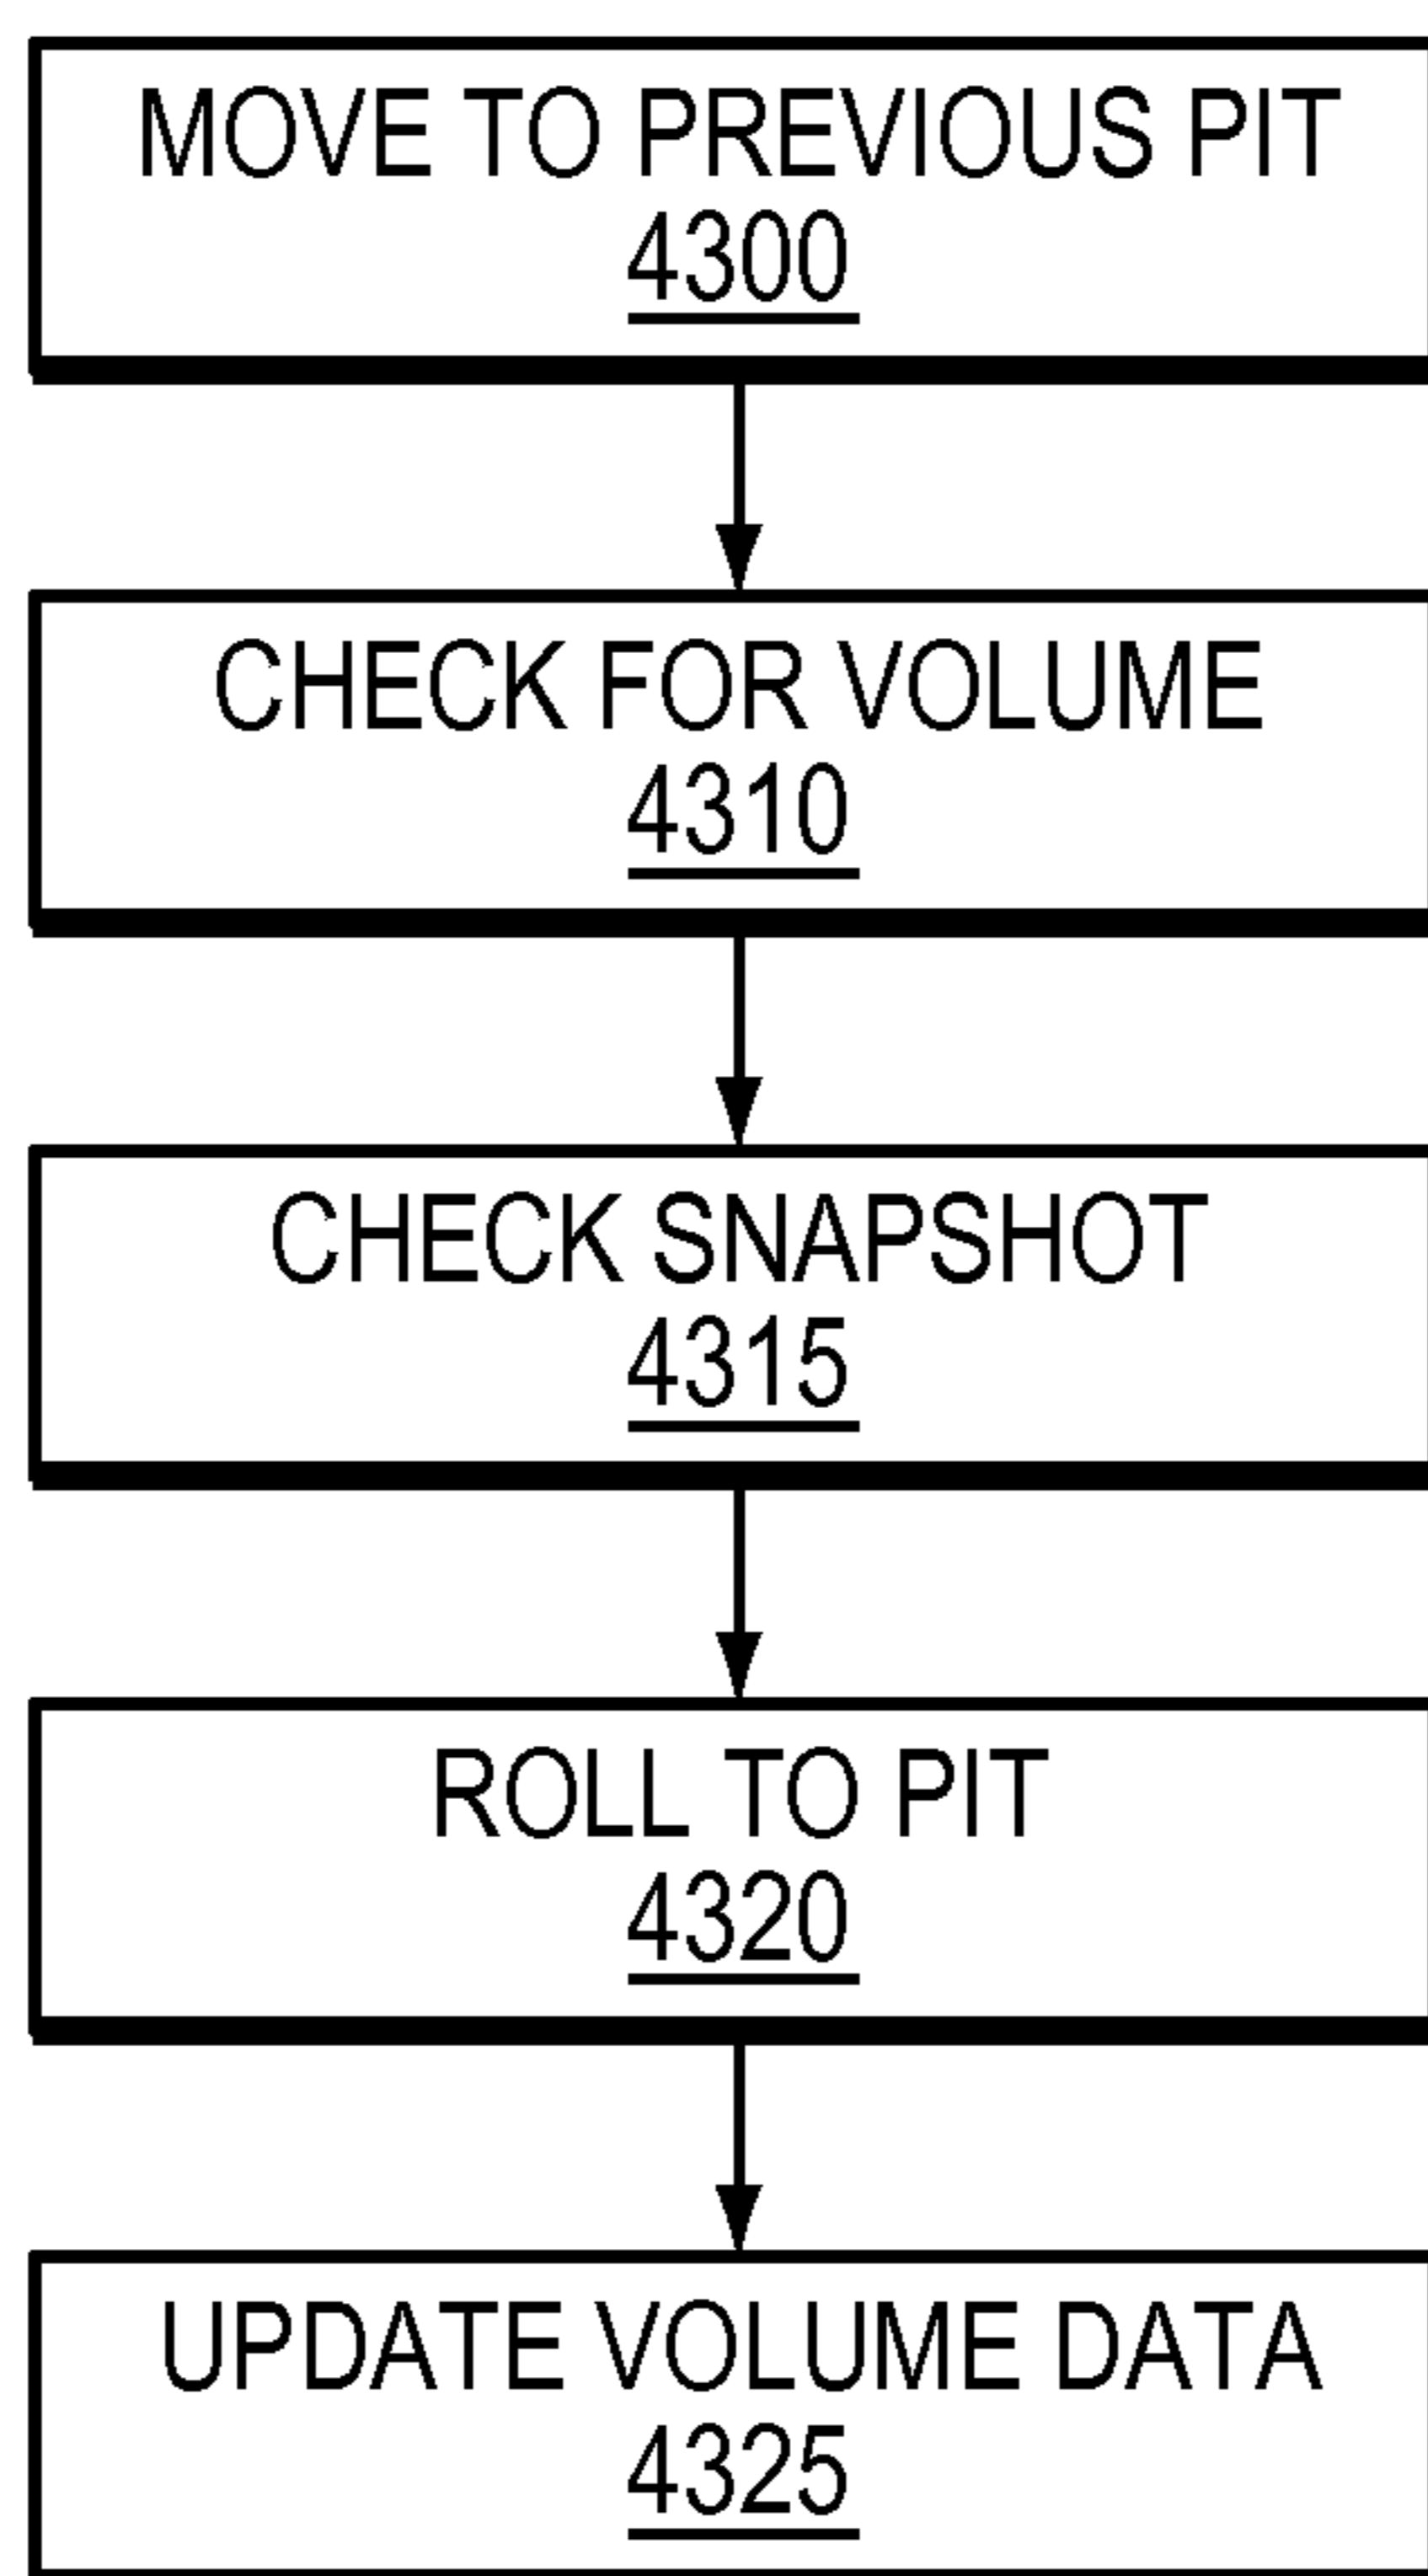 MOVE TO PREVIOUS PIT
4300
CHECK FOR VOLUME
4310
CHECK SNAPSHOT
4315
ROLL TO PIT
4320
UPDATE VOLUME DATA
4325